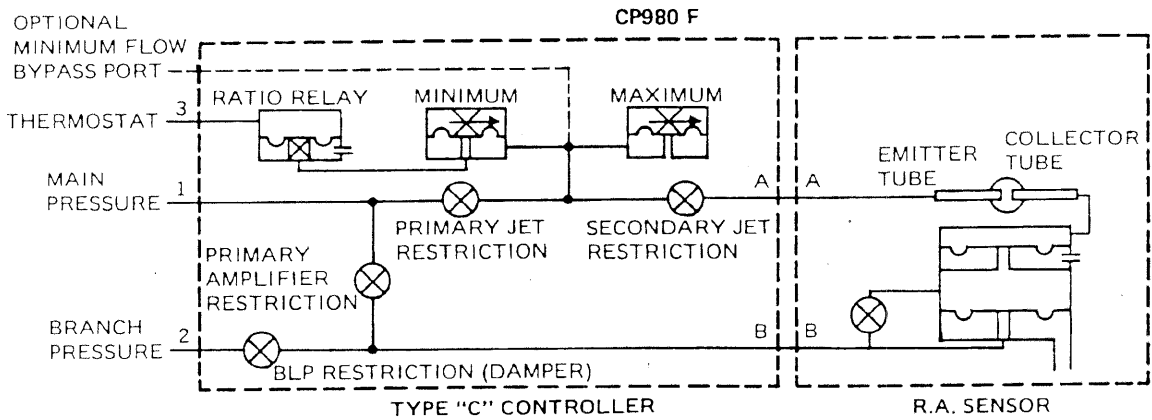 CP980 F
OPTIONAL
MINIMUM FLOW
BYPASS PORT
RATIO RELAY
MINIMUM
MAXIMUM
3
THERMOSTAT
COLLECTOR
TUBE
EMITTER
TUBE
MAIN
PRESSURE
1
A
A
PRIMARY JET
RESTRICTION
SECONDARY JET
RESTRICTION
PRIMARY
AMPLIFIER
RESTRICTION
BRANCH
PRESSURE
2
B
B
BLP RESTRICTION (DAMPER)
TYPE "C" CONTROLLER
R.A. SENSOR